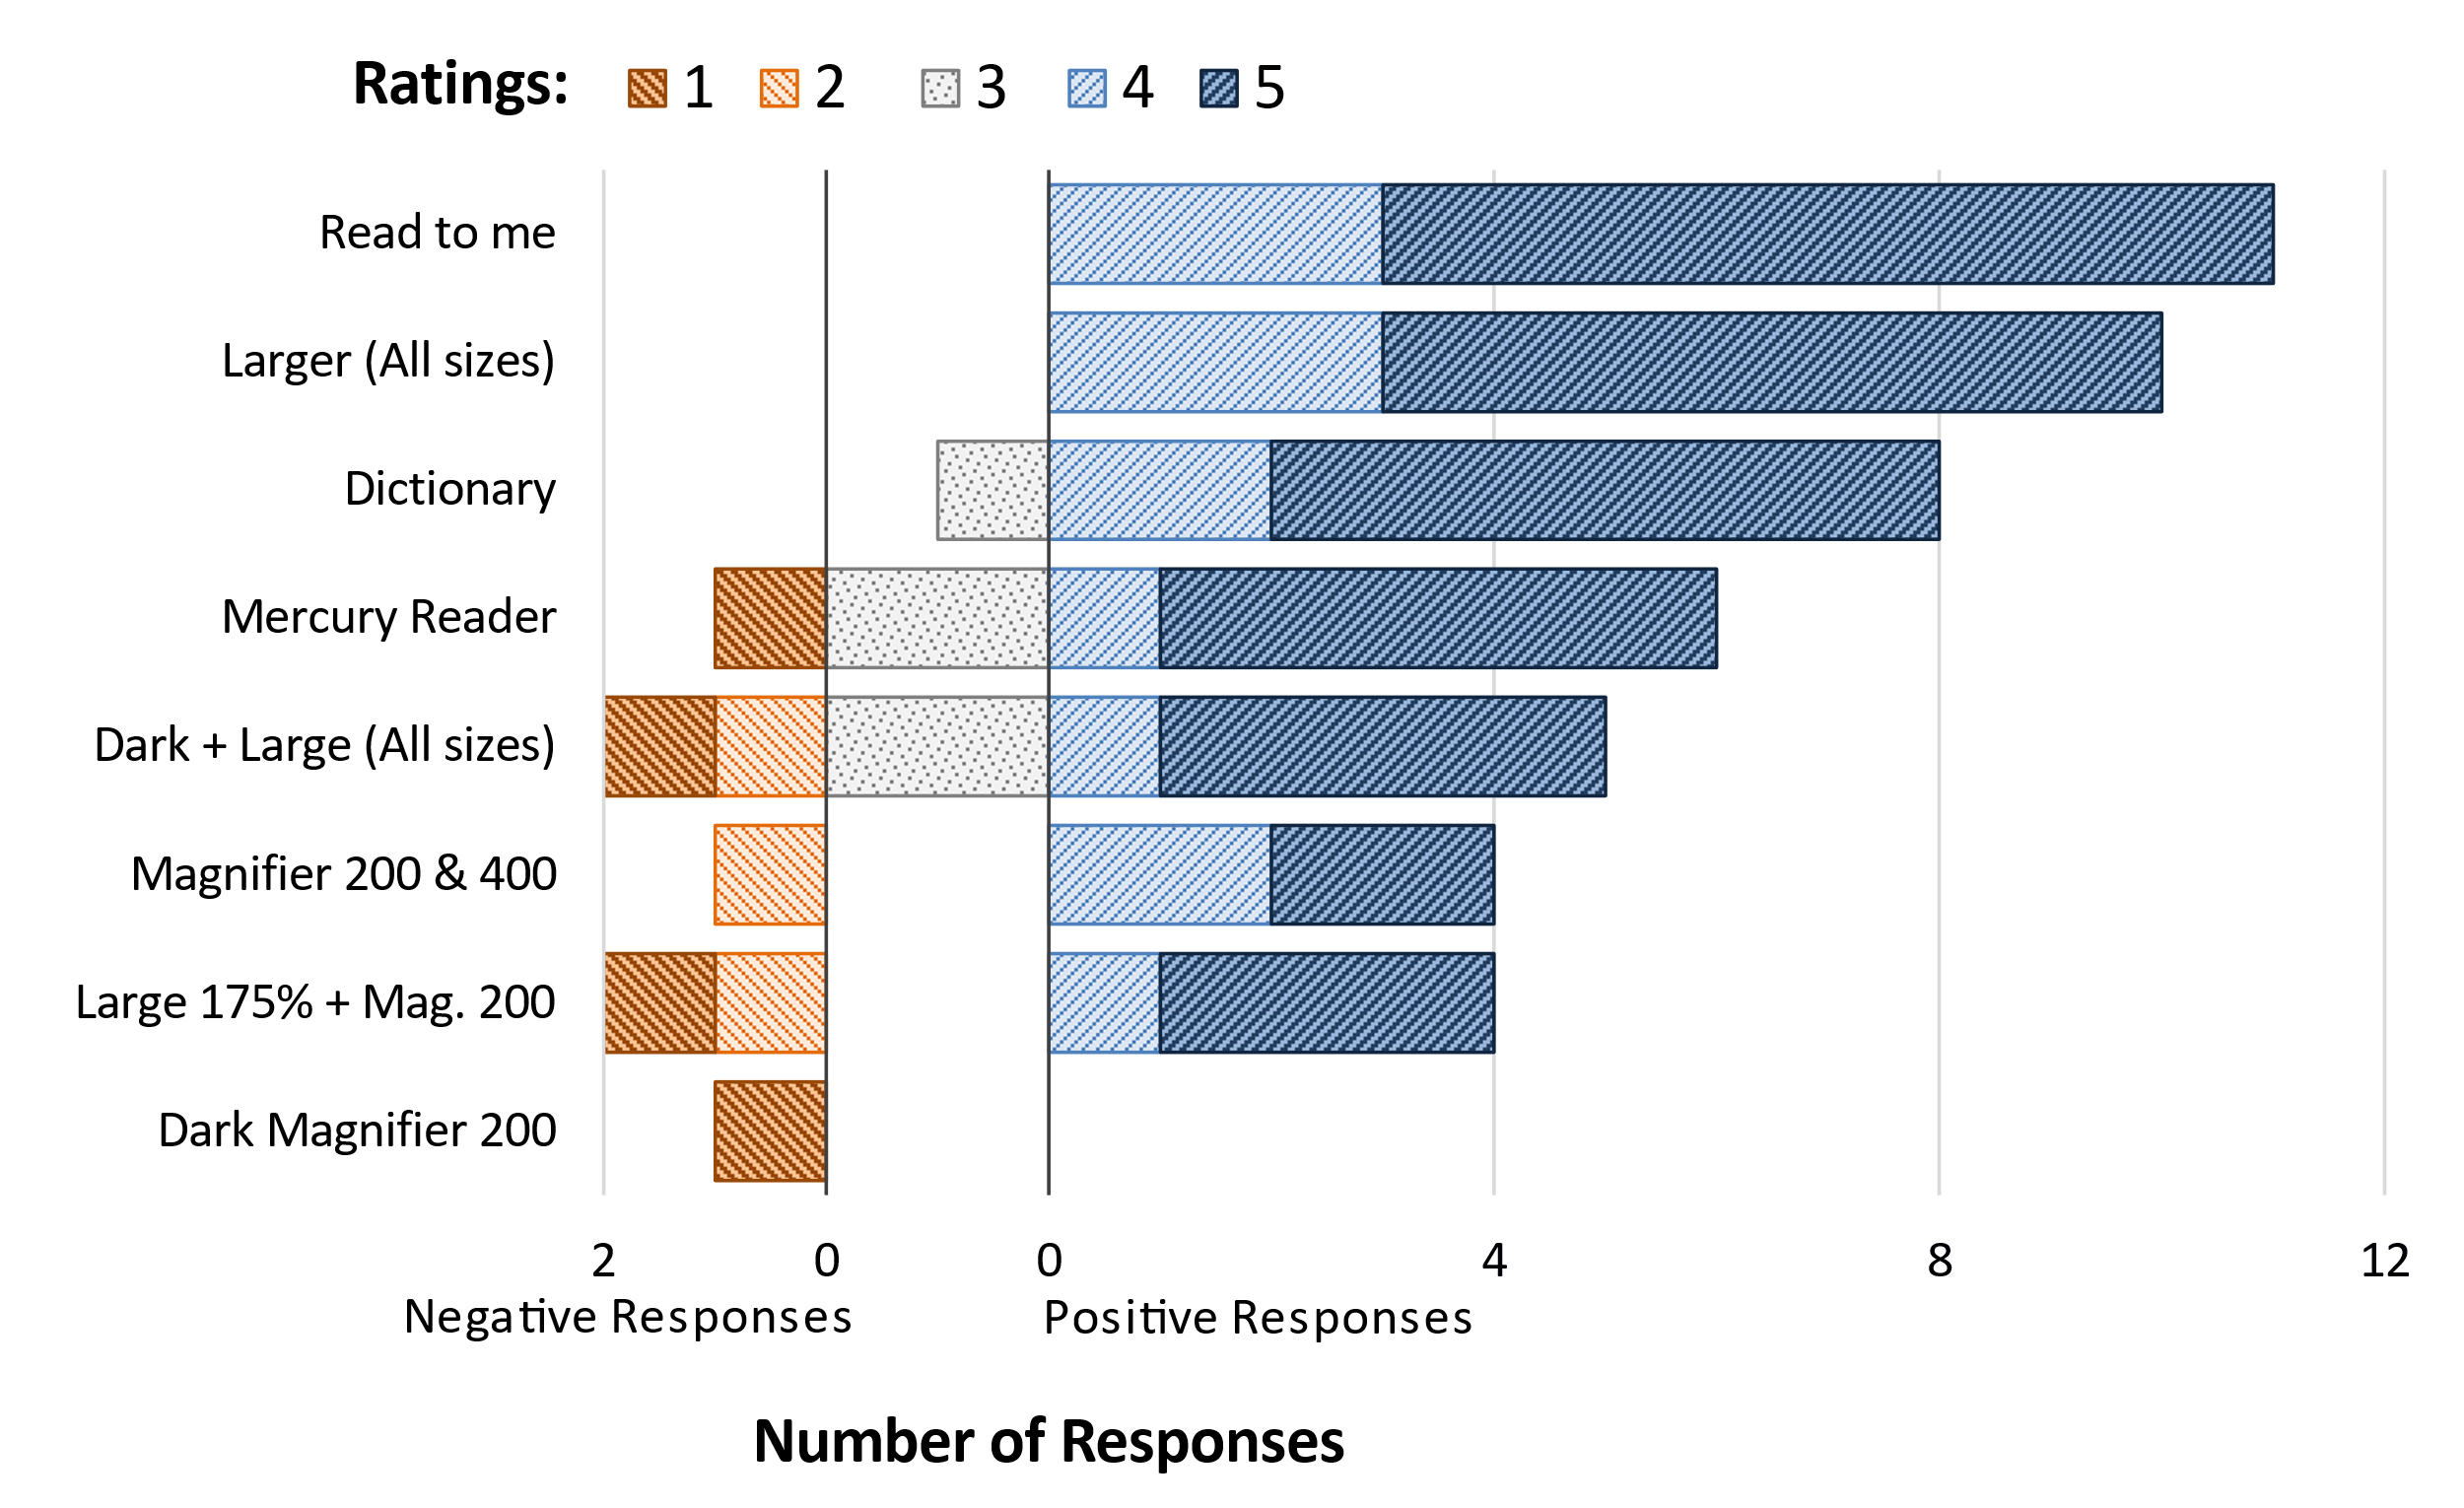 Ratings: 1 2 3 4 5
Read to me
Larger (All sizes)
Dictionary
Mercury Reader
Dark + Large (All sizes)
Magnifier 200 & 400
Large 175% + Mag. 200
Dark Magnifier 200
2 0 0 4 8 12
Negative Responses Positive Responses
Number of Responses